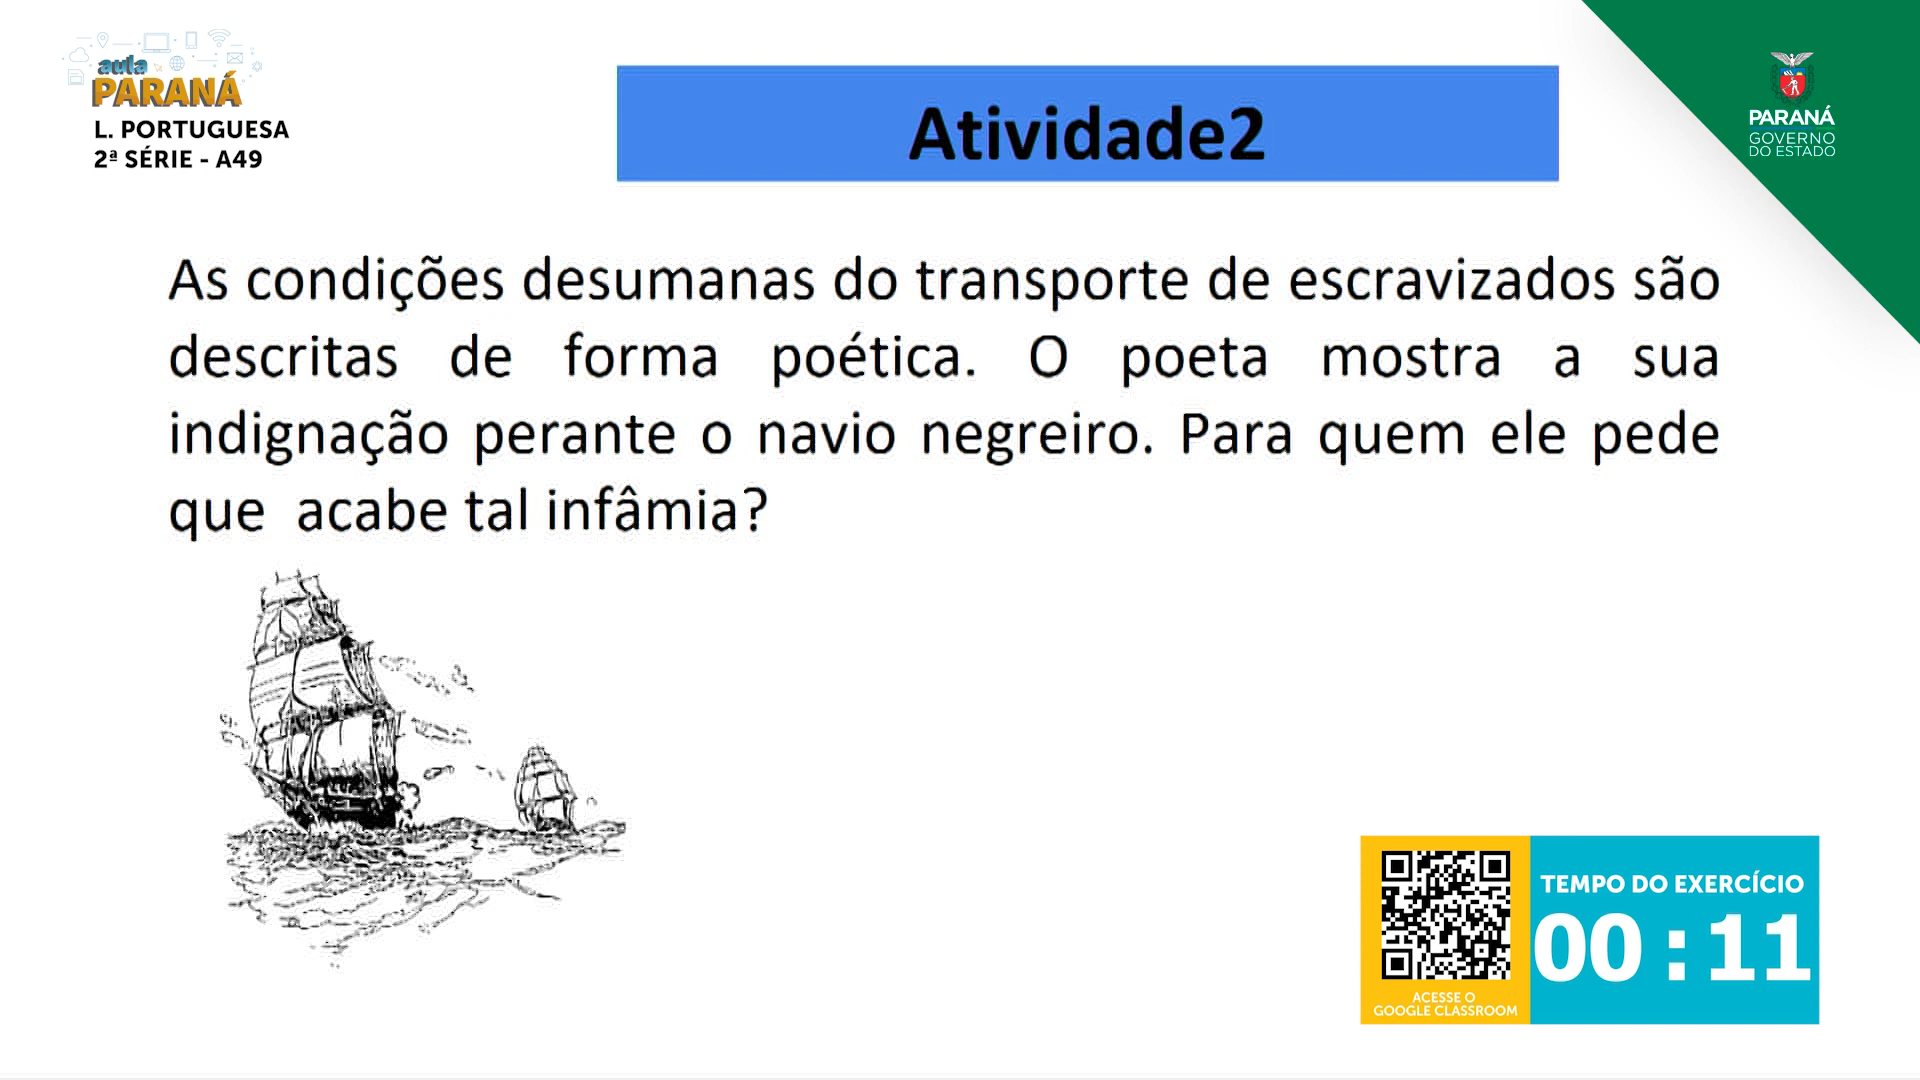 aula
PARANÁ
L. PORTUGUESA
2ª SÉRIE - A49
Atividade2
PARANÁ
GOVERNO
DO ESTADO
As condições desumanas do transporte de escravizados são
descritas de forma poética. O poeta mostra a sua
indignação perante o navio negreiro. Para quem ele pede
que acabe tal infâmia?
TEMPO DO EXERCÍCIO
00:11
ACESSE O
GOOGLE CLASSROOM